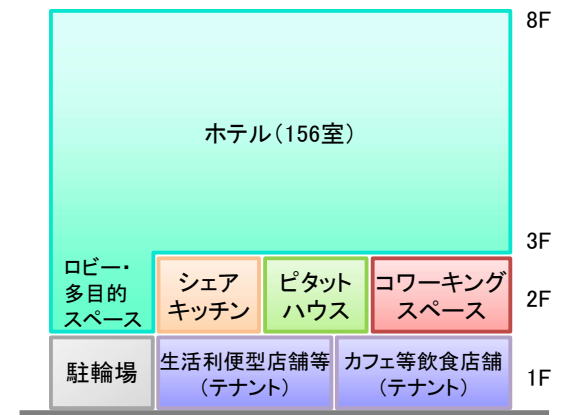 8F
ホテル(156室)
3F
ロビー・
多目的
スペース
シェア
キッチン
ピタット
ハウス
コワーキング
スペース
2F
駐輪場
生活利便型店舗等
(テナント)
カフェ等飲食店舗
(テナント)
1F